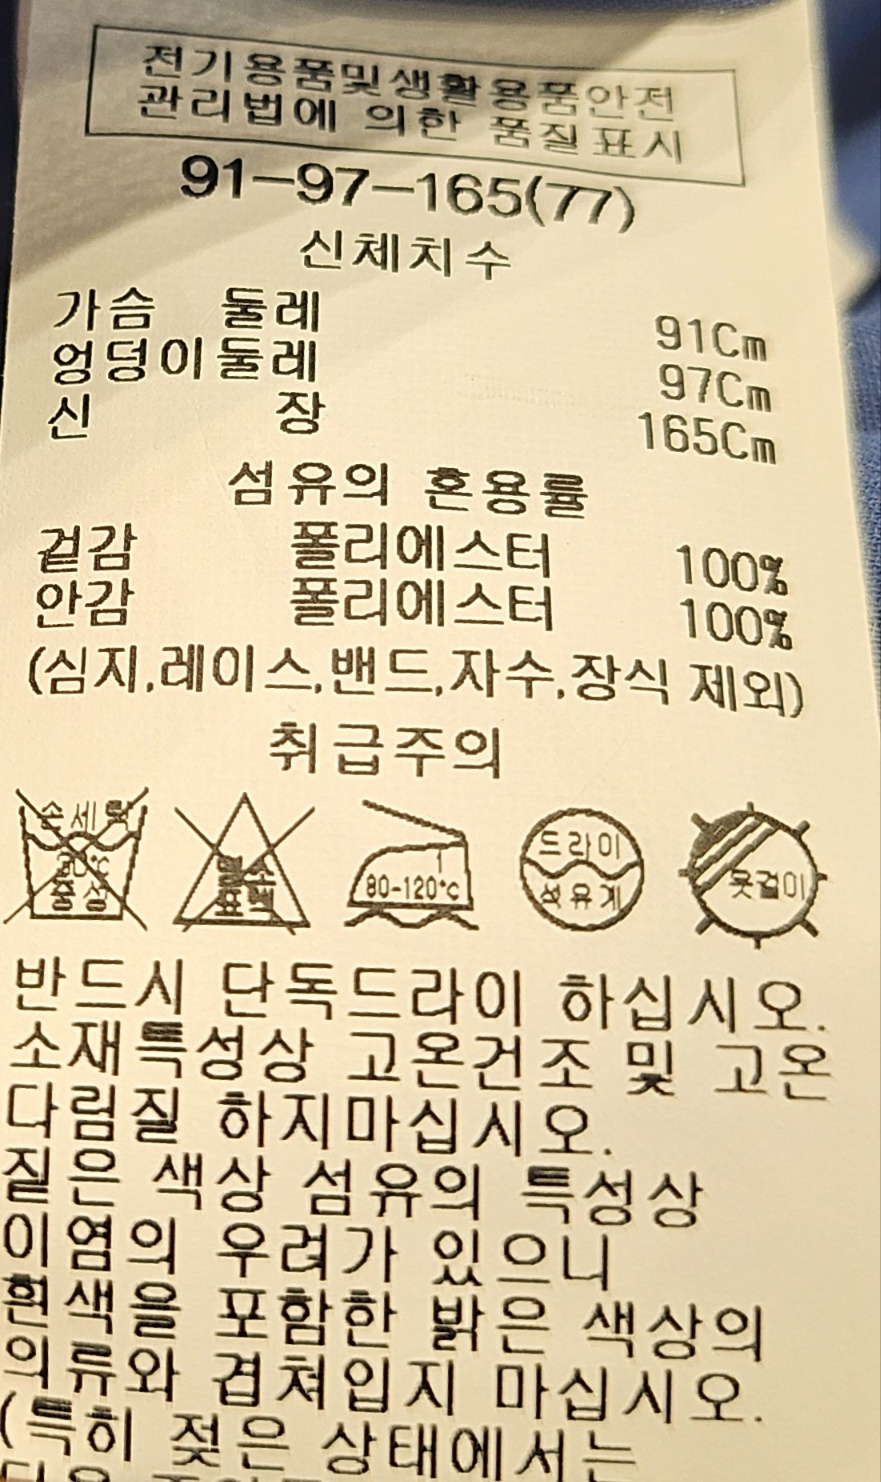 전기용품및생활용품안전
관리법에 의한 품질표시
91-97-165(77)
신체치수
가슴 둘레 91Cm
엉덩이둘레 97Cm
신 장 165Cm
섬유의 혼용률
겉감 폴리에스터 100%
안감 폴리에스터 100%
(심지,레이스,밴드,자수,장식 제외)
취급주의
손세탁
30°c
중성
염소
표백
80-120°c
드라이
석유계
옷걸이
반드시 단독드라이 하십시오.
소재특성상 고온건조 및 고온
다림질 하지마십시오.
짙은 색상 섬유의 특성상
이염의 우려가 있으니
흰색을 포함한 밝은 색상의
의류와 겹쳐입지 마십시오.
(특히 젖은 상태에서는